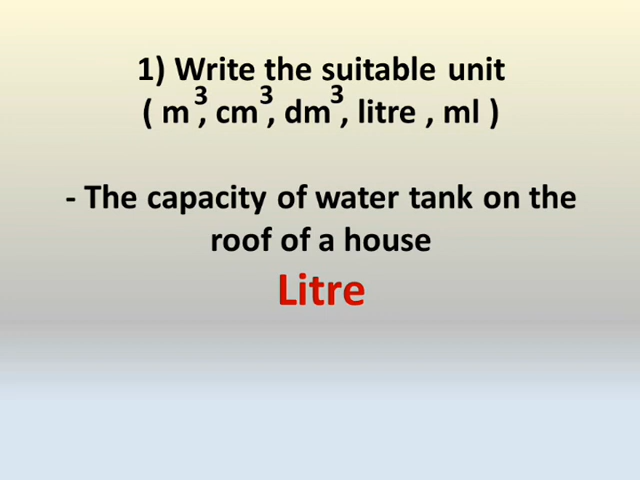 1) Write the suitable unit
( m³, cm³, dm³, litre , ml )
- The capacity of water tank on the
roof of a house
Litre